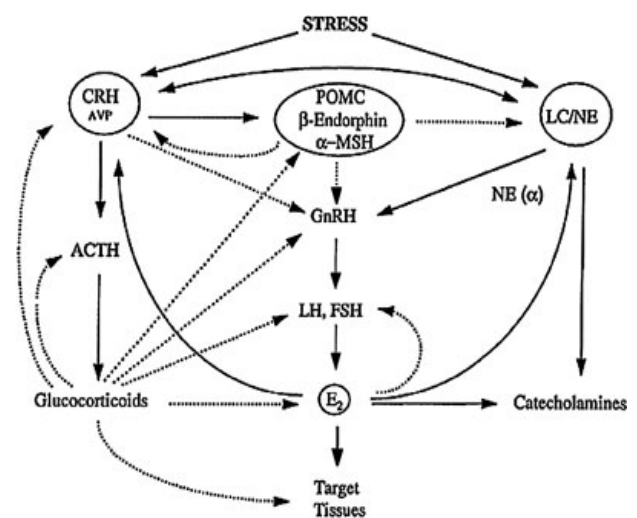 STRESS
CRH
AVP
POMC
β-Endorphin
α-MSH
LC/NE
NE (α)
GnRH
ACTH
LH, FSH
Glucocorticoids
E₂
Catecholamines
Target
Tissues